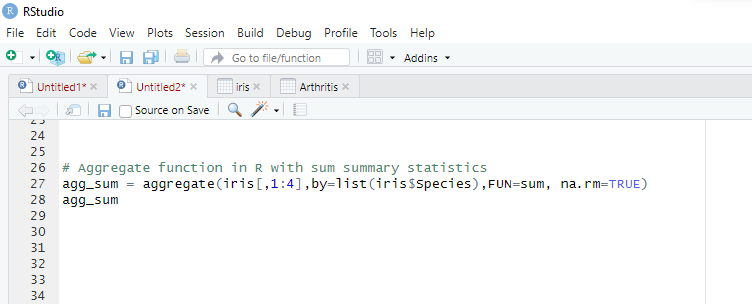 RStudio
File Edit Code View Plots Session Build Debug Profile Tools Help
Go to file/function Addins
Untitled1* Untitled2* iris Arthritis
Source on Save
23
24
25
26 # Aggregate function in R with sum summary statistics
27 agg_sum = aggregate(iris[,1:4],by=list(iris$Species),FUN=sum, na.rm=TRUE)
28 agg_sum
29
30
31
32
33
34